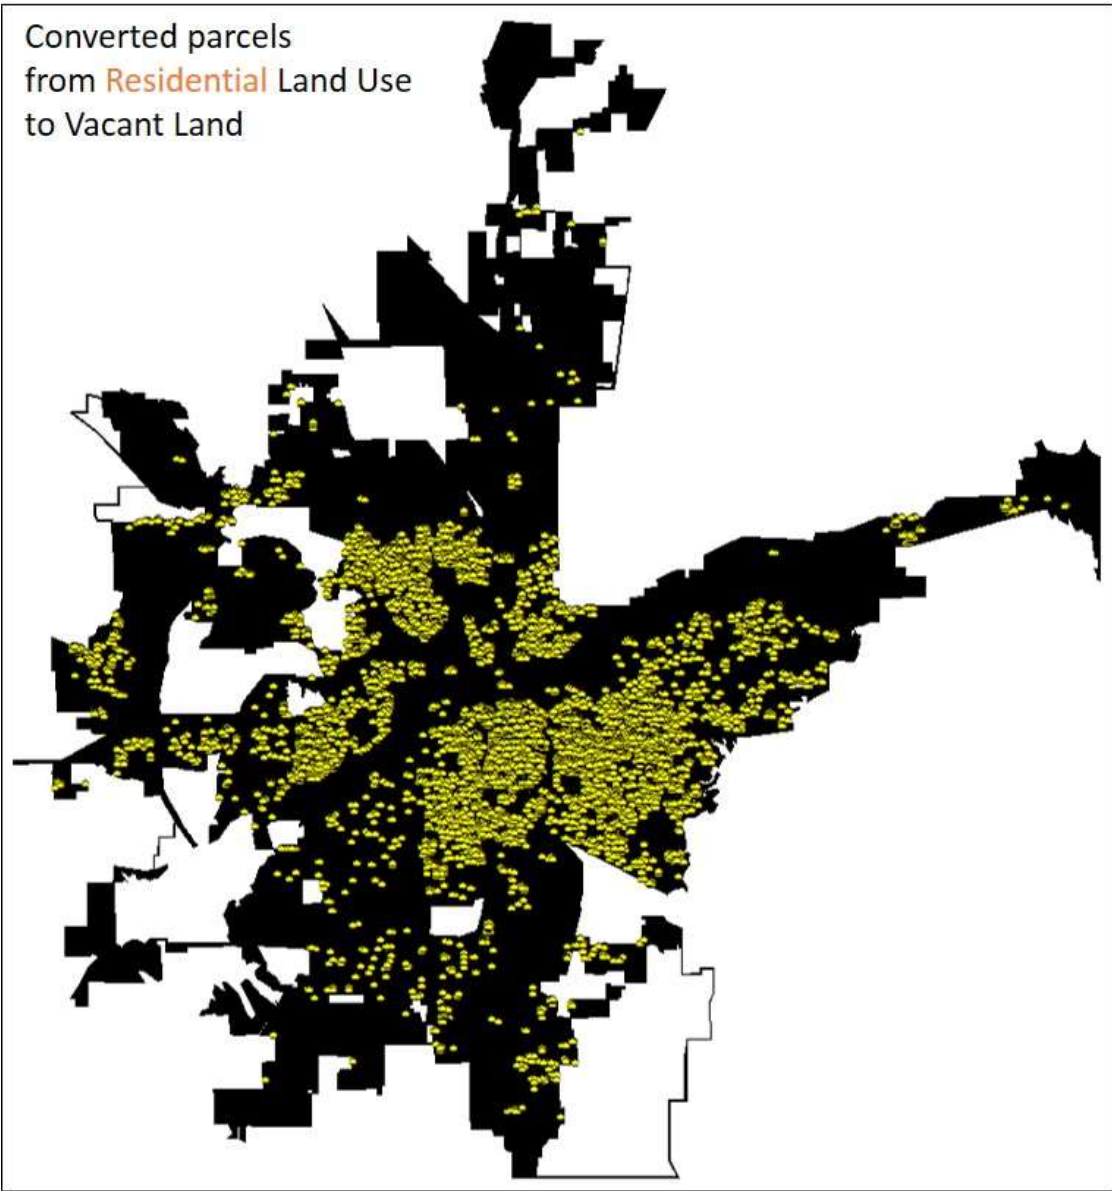 Converted parcels
from Residential Land Use
to Vacant Land